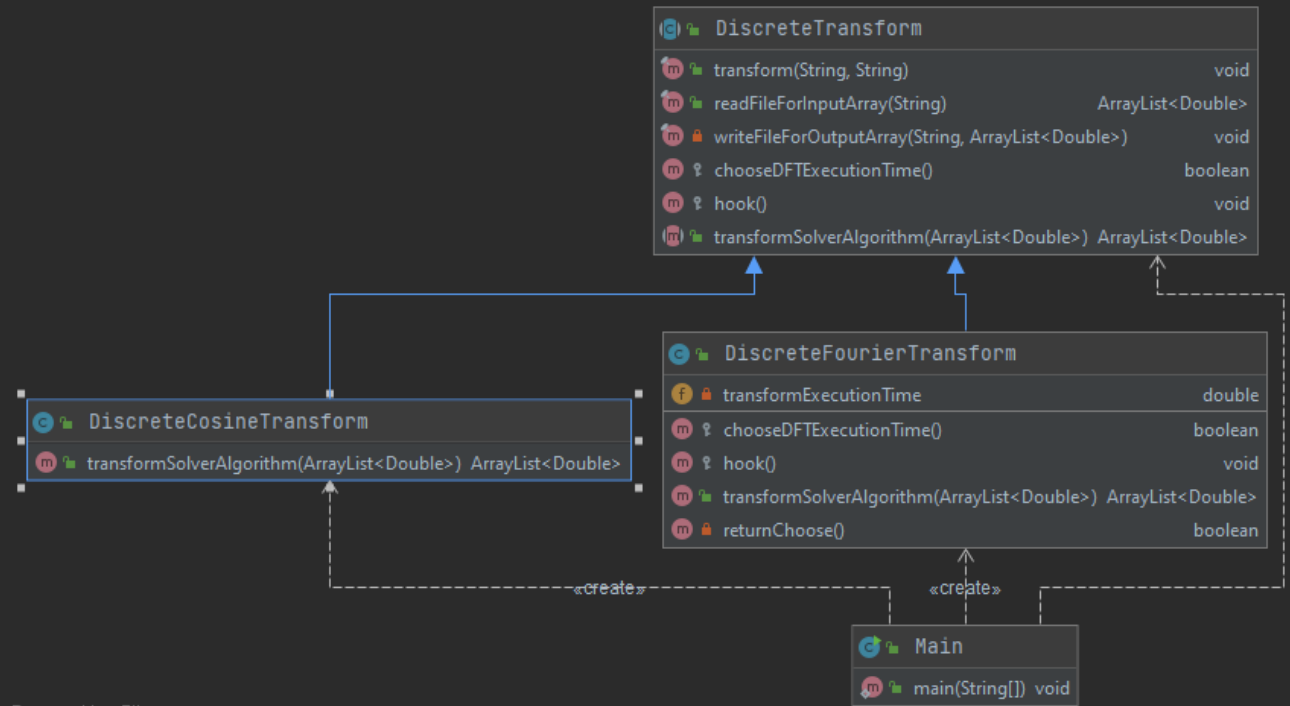 DiscreteTransform
transform(String, String) void
readFileForInputArray(String) ArrayList<Double>
writeFileForOutputArray(String, ArrayList<Double>) void
chooseDFTExecutionTime() boolean
hook() void
transformSolverAlgorithm(ArrayList<Double>) ArrayList<Double>
DiscreteFourierTransform
transformExecutionTime double
chooseDFTExecutionTime() boolean
hook() void
transformSolverAlgorithm(ArrayList<Double>) ArrayList<Double>
returnChoose() boolean
DiscreteCosineTransform
transformSolverAlgorithm(ArrayList<Double>) ArrayList<Double>
«create»
«create»
Main
main(String[]) void